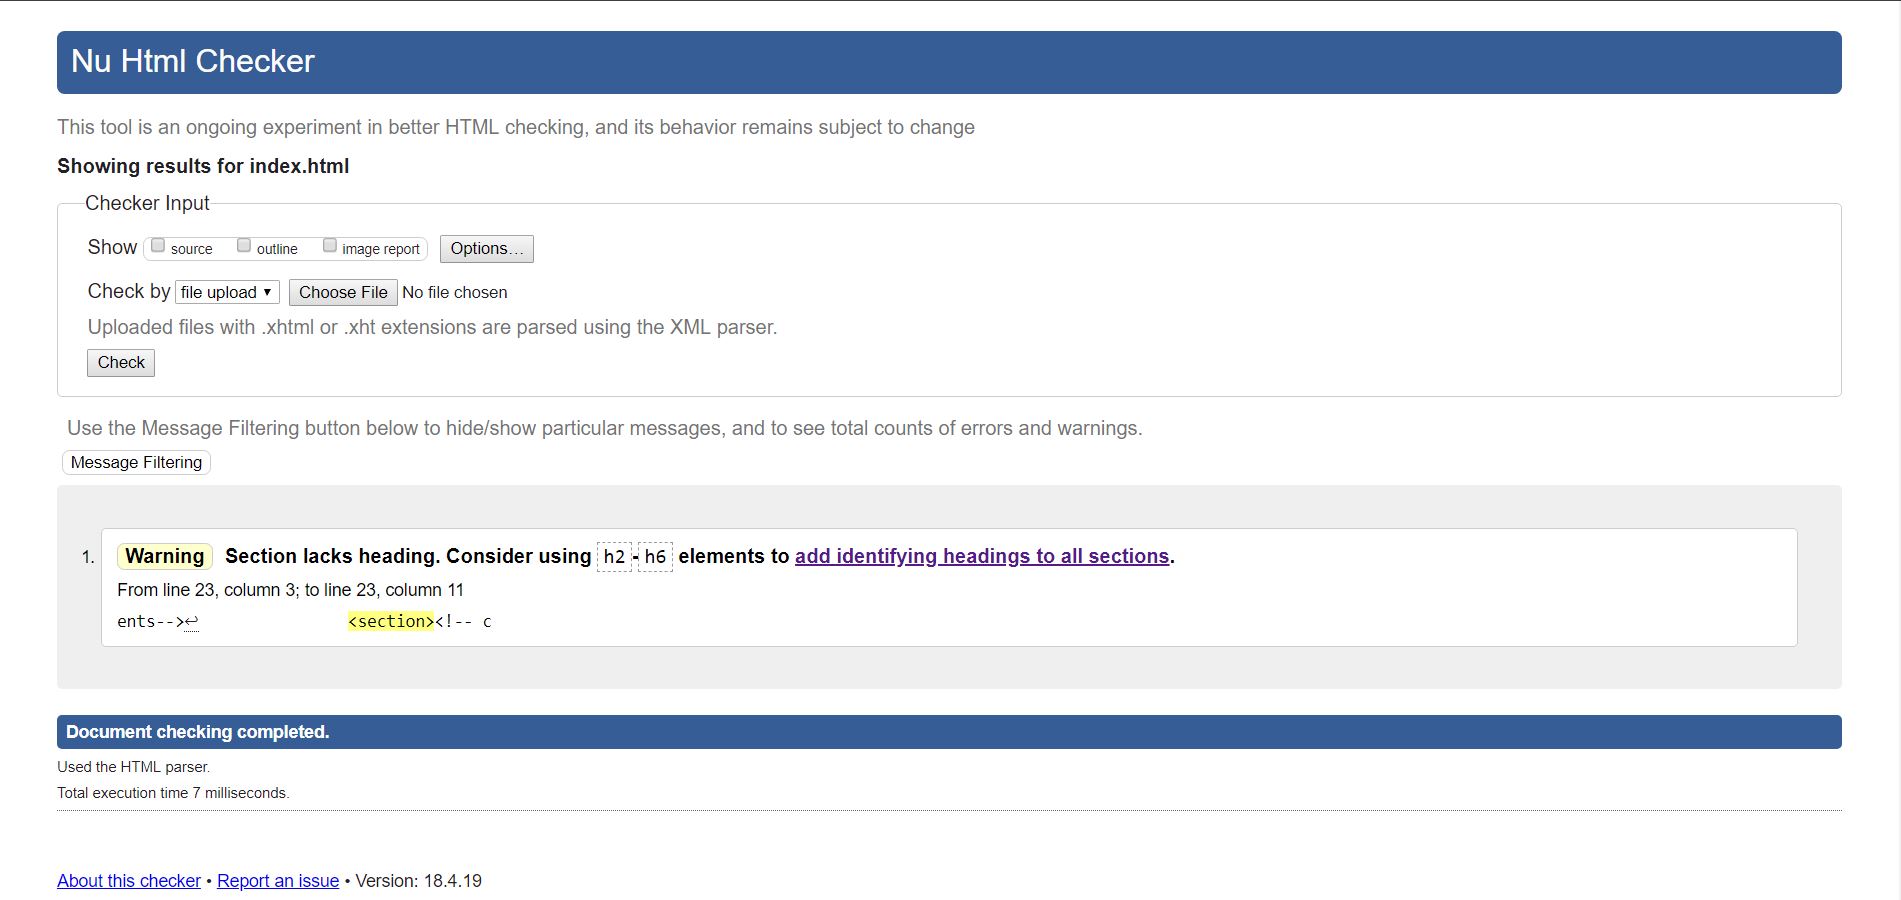 Nu Html Checker
This tool is an ongoing experiment in better HTML checking, and its behavior remains subject to change
Showing results for index.html
Checker Input
Show source outline image report Options...
Check by file upload ▼ Choose File No file chosen
Uploaded files with .xhtml or .xht extensions are parsed using the XML parser.
Check
Use the Message Filtering button below to hide/show particular messages, and to see total counts of errors and warnings.
Message Filtering
1. Warning Section lacks heading. Consider using h2-h6 elements to add identifying headings to all sections.
From line 23, column 3; to line 23, column 11
ents-->↩ <section><!-- c
Document checking completed.
Used the HTML parser.
Total execution time 7 milliseconds.
About this checker • Report an issue • Version: 18.4.19